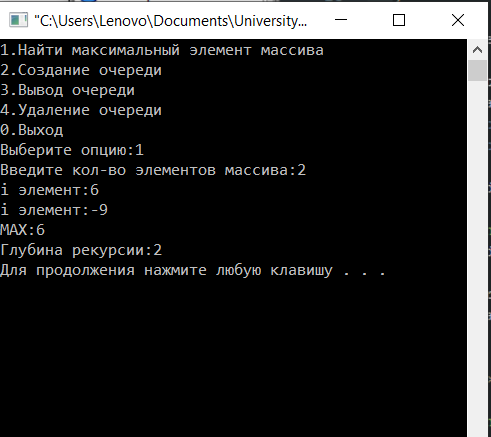 "C:\Users\Lenovo\Documents\University...
1.Найти максимальный элемент массива
2.Создание очереди
3.Вывод очереди
4.Удаление очереди
0.Выход
Выберите опцию:1
Введите кол-во элементов массива:2
i элемент:6
i элемент:-9
MAX:6
Глубина рекурсии:2
Для продолжения нажмите любую клавишу . . .